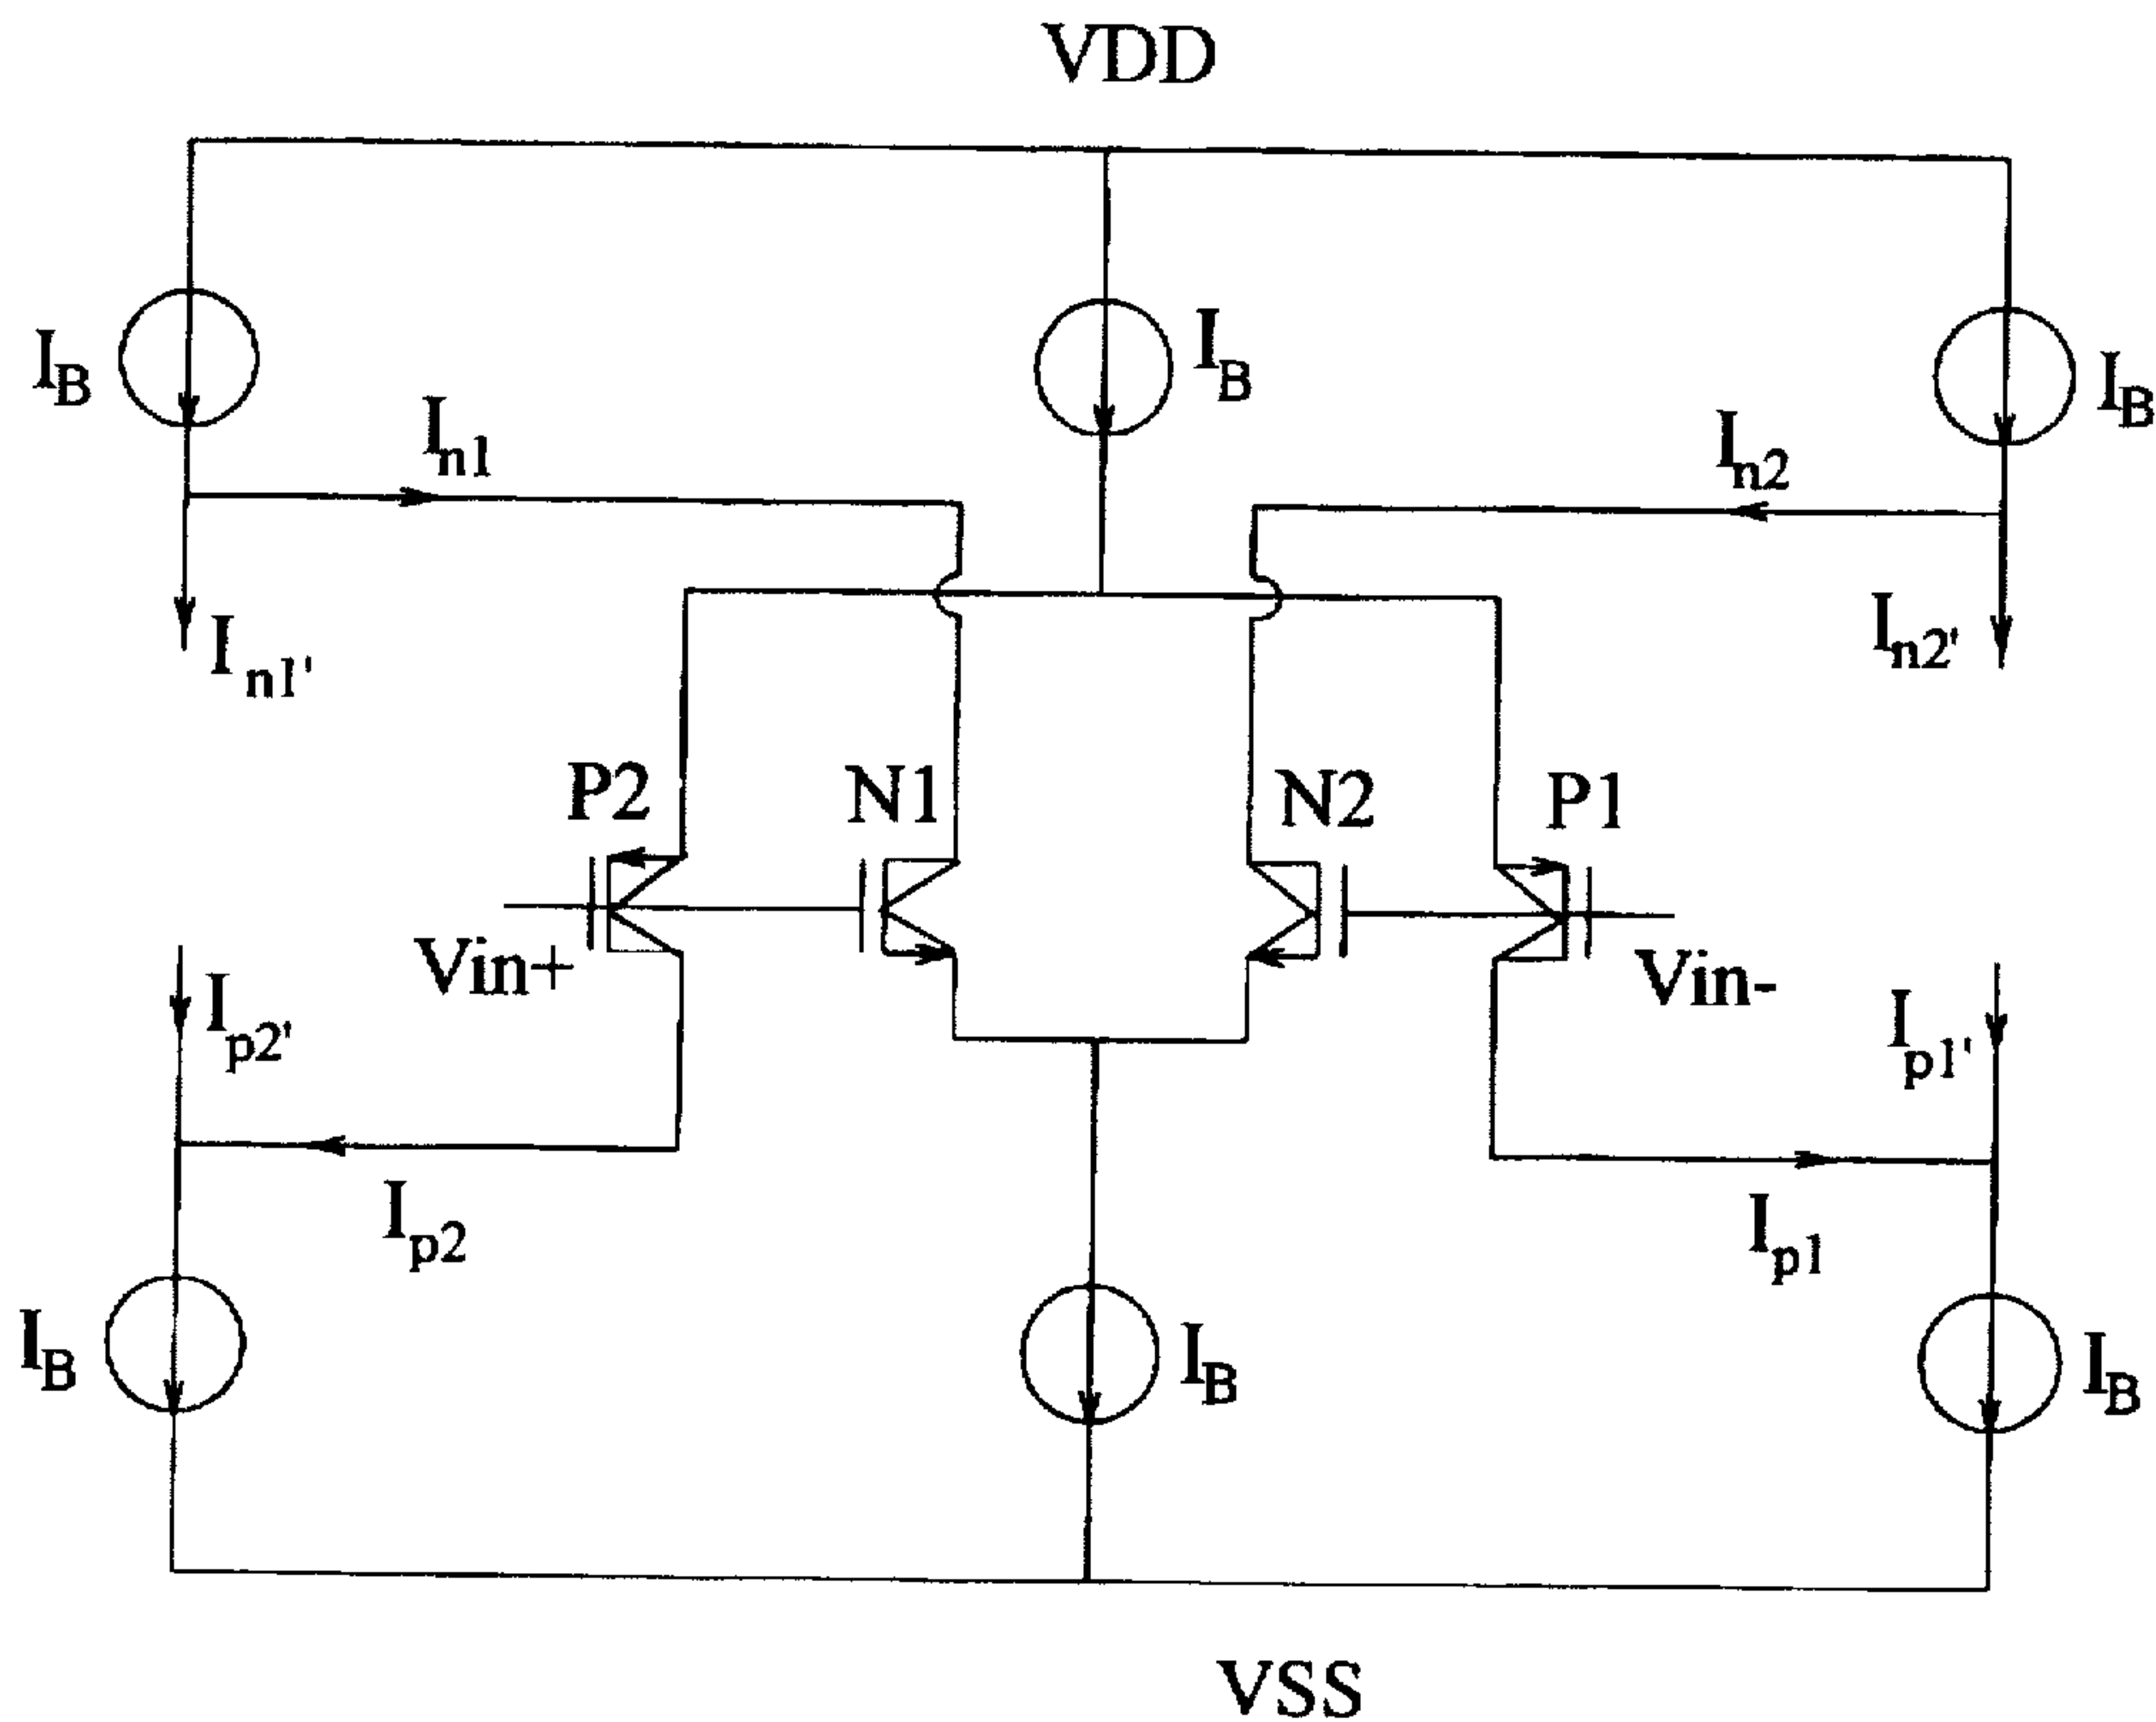 VDD
I_B
I_B
I_B
I_n1
I_n2
I_n1'
I_n2'
P2
N1
N2
P1
Vin+
Vin-
I_p2'
I_p1'
I_p2
I_p1
I_B
I_B
I_B
VSS